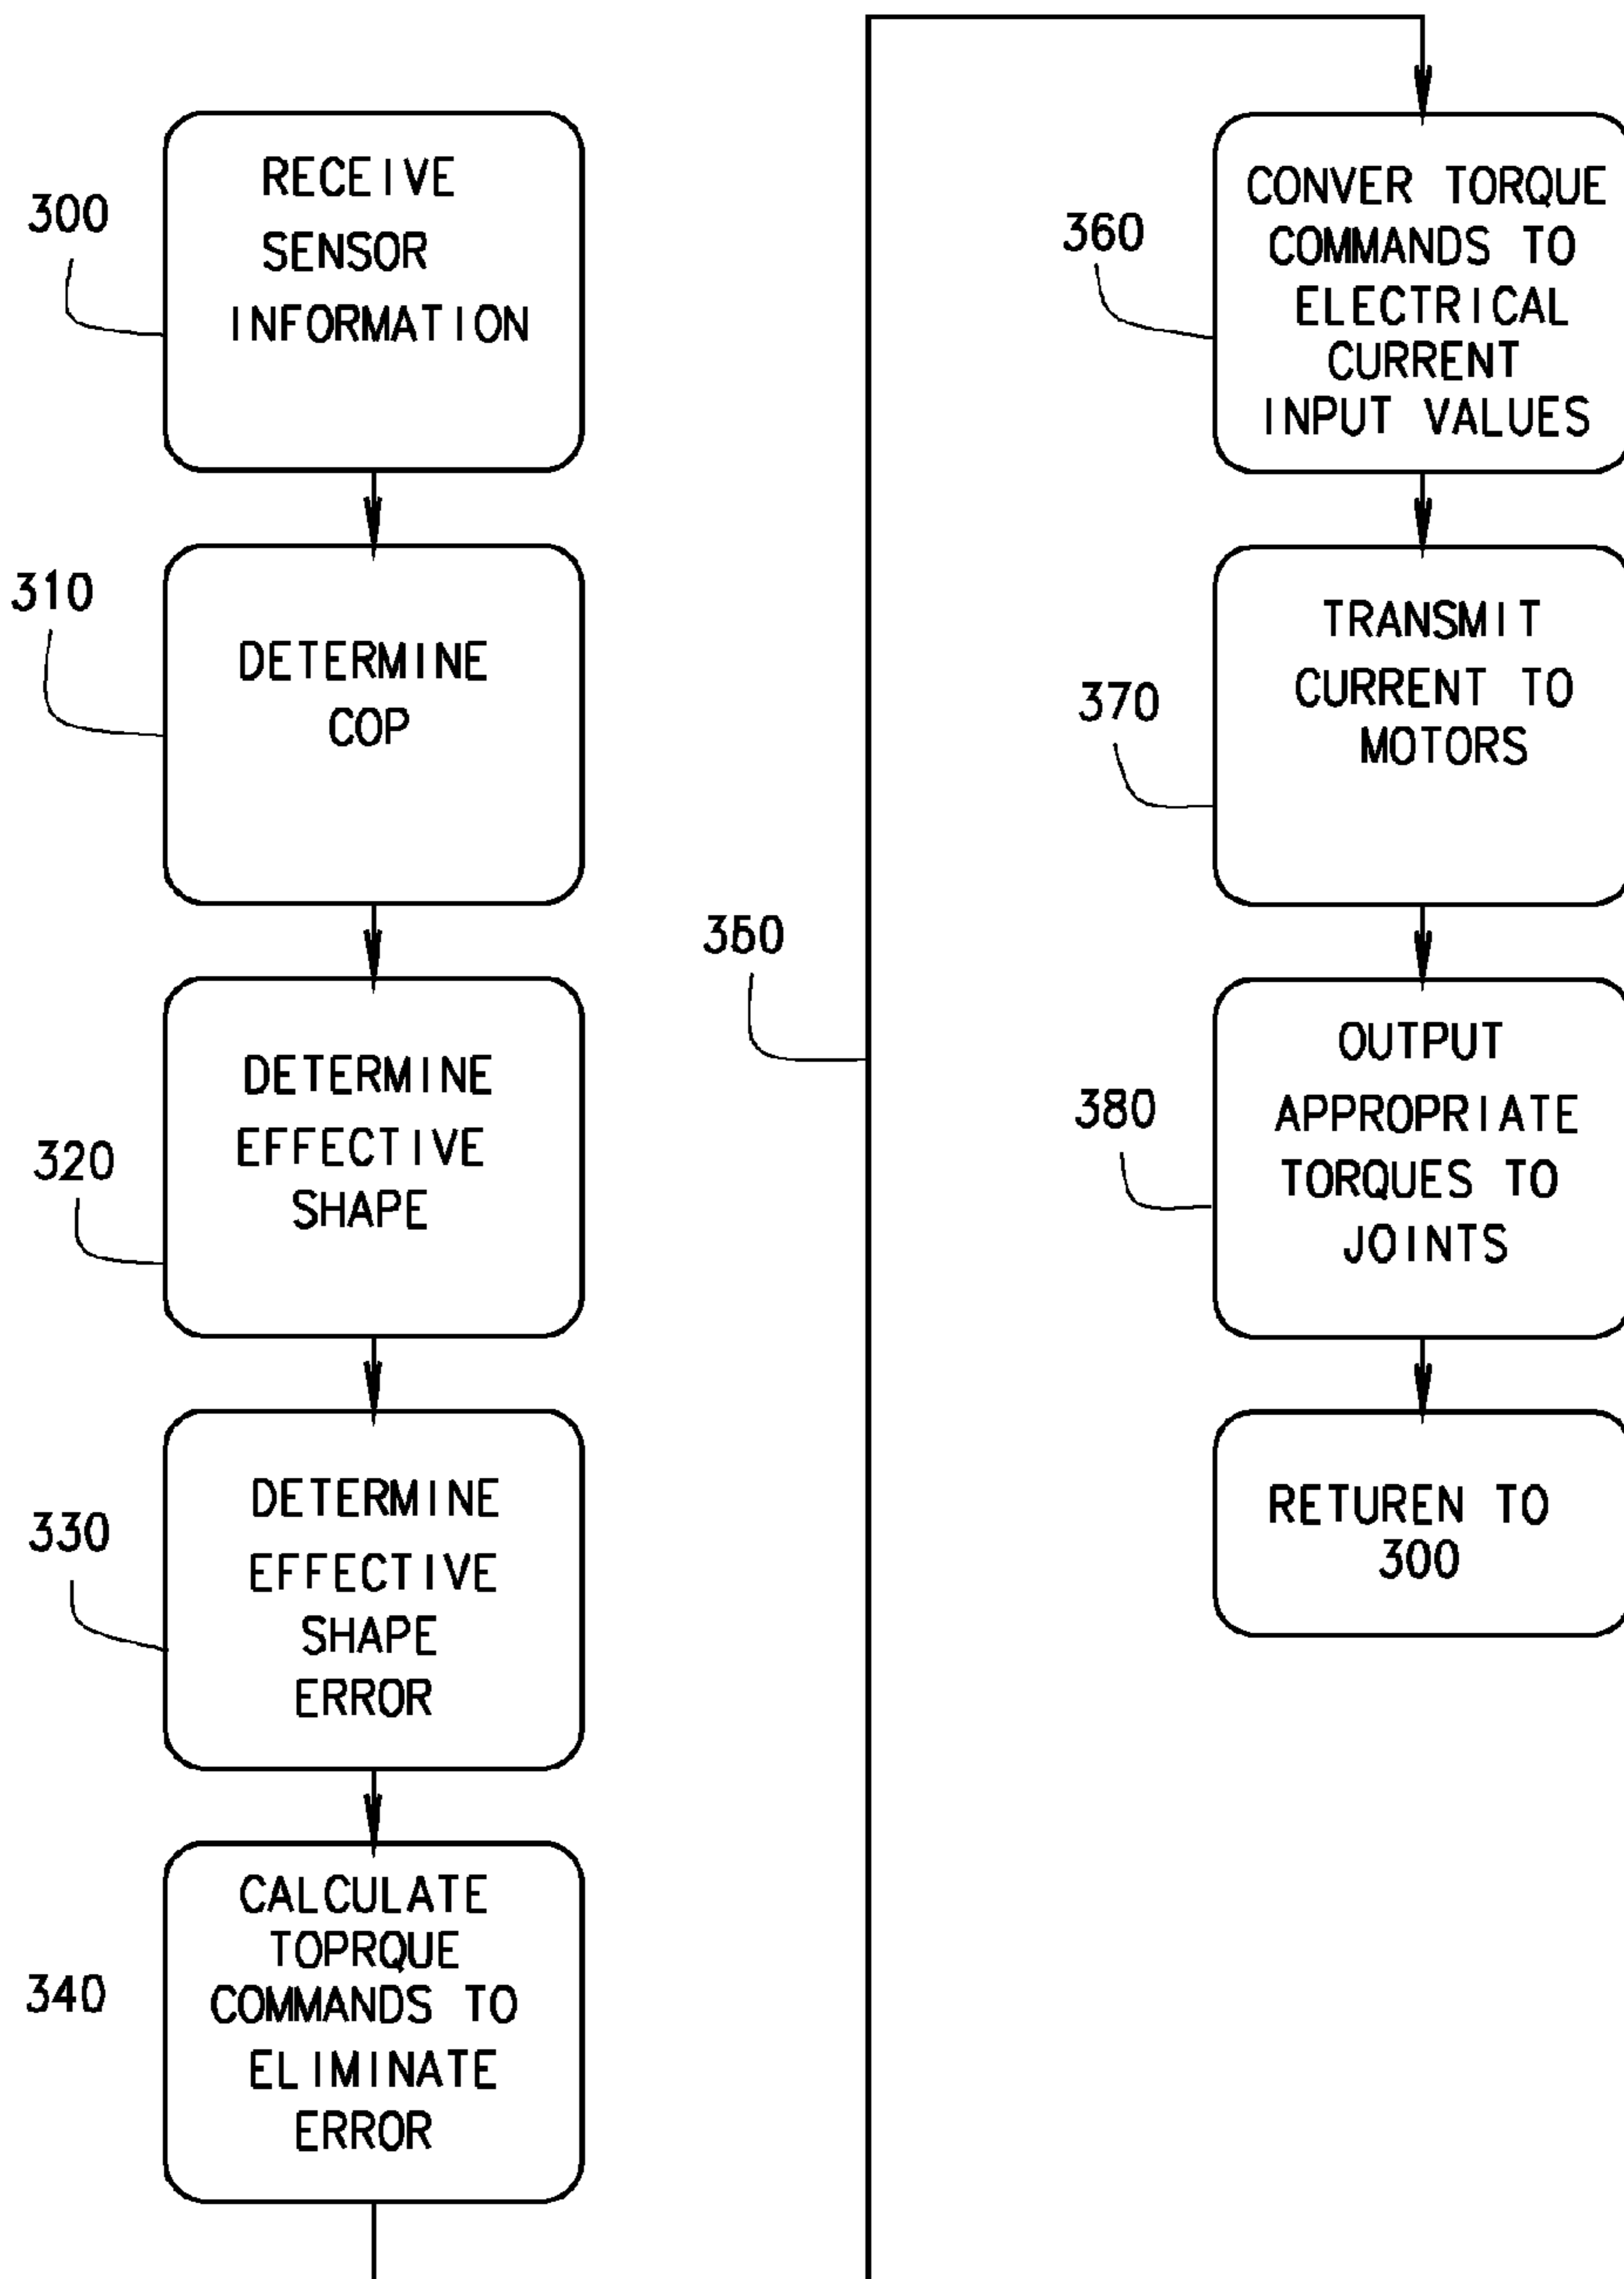 300
RECEIVE
SENSOR
INFORMATION
310
DETERMINE
COP
320
DETERMINE
EFFECTIVE
SHAPE
330
DETERMINE
EFFECTIVE
SHAPE
ERROR
340
CALCULATE
TOPRQUE
COMMANDS TO
ELIMINATE
ERROR
350
360
CONVER TORQUE
COMMANDS TO
ELECTRICAL
CURRENT
INPUT VALUES
370
TRANSMIT
CURRENT TO
MOTORS
380
OUTPUT
APPROPRIATE
TORQUES TO
JOINTS
RETUREN TO
300